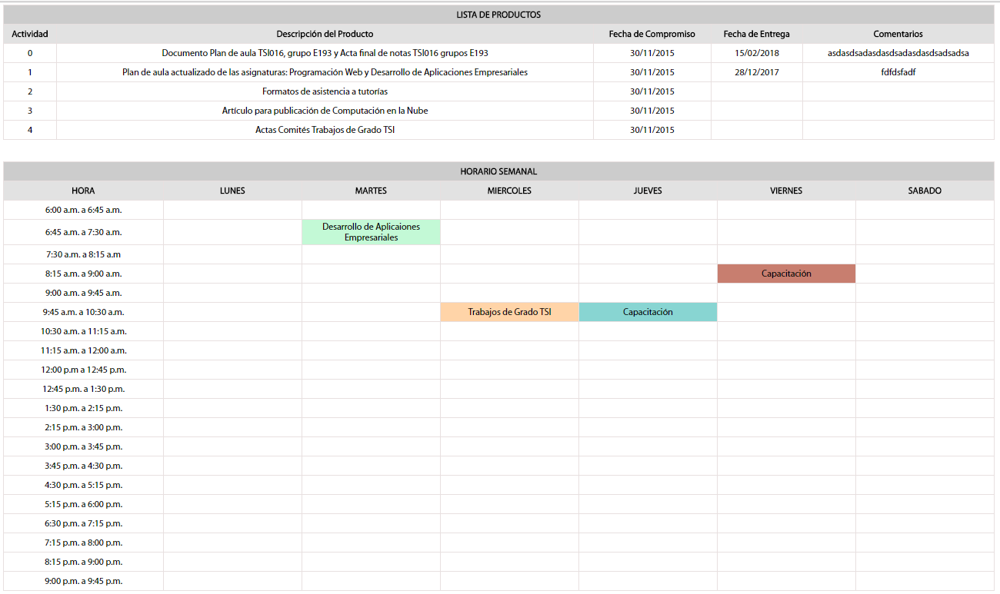 LISTA DE PRODUCTOS
Actividad Descripción del Producto Fecha de Compromiso Fecha de Entrega Comentarios
0 Documento Plan de aula TSI016, grupo E193 y Acta final de notas TSI016 grupos E193 30/11/2015 15/02/2018 asdasdsadasdasdsadasdasdsadsadsa
1 Plan de aula actualizado de las asignaturas: Programación Web y Desarrollo de Aplicaciones Empresariales 30/11/2015 28/12/2017 fdfdsfadf
2 Formatos de asistencia a tutorías 30/11/2015
3 Artículo para publicación de Computación en la Nube 30/11/2015
4 Actas Comités Trabajos de Grado TSI 30/11/2015
HORARIO SEMANAL
HORA LUNES MARTES MIERCOLES JUEVES VIERNES SABADO
6:00 a.m. a 6:45 a.m.
6:45 a.m. a 7:30 a.m. Desarrollo de Aplicaiones
Empresariales
7:30 a.m. a 8:15 a.m
8:15 a.m. a 9:00 a.m. Capacitación
9:00 a.m. a 9:45 a.m.
9:45 a.m. a 10:30 a.m. Trabajos de Grado TSI Capacitación
10:30 a.m. a 11:15 a.m.
11:15 a.m. a 12:00 a.m.
12:00 p.m a 12:45 p.m.
12:45 p.m. a 1:30 p.m.
1:30 p.m. a 2:15 p.m.
2:15 p.m. a 3:00 p.m.
3:00 p.m. a 3:45 p.m.
3:45 p.m. a 4:30 p.m.
4:30 p.m. a 5:15 p.m.
5:15 p.m. a 6:00 p.m.
6:30 p.m. a 7:15 p.m.
7:15 p.m. a 8:00 p.m.
8:15 p.m. a 9:00 p.m.
9:00 p.m. a 9:45 p.m.